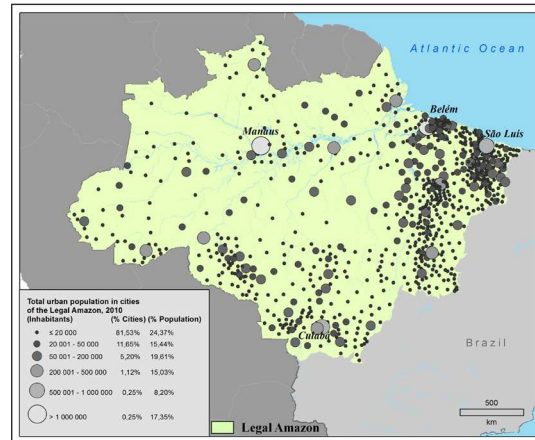 Atlantic Ocean
Belém
Manaus
São Luis
Cuiabá
Brazil
Total urban population in cities
of the Legal Amazon, 2010
(Inhabitants) (% Cities) (% Population)
≤ 20 000 81,53% 24,37%
20 001 - 50 000 11,65% 15,44%
50 001 - 200 000 5,20% 19,61%
200 001 - 500 000 1,12% 15,03%
500 001 - 1 000 000 0,25% 8,20%
> 1 000 000 0,25% 17,35%
Legal Amazon
500
km